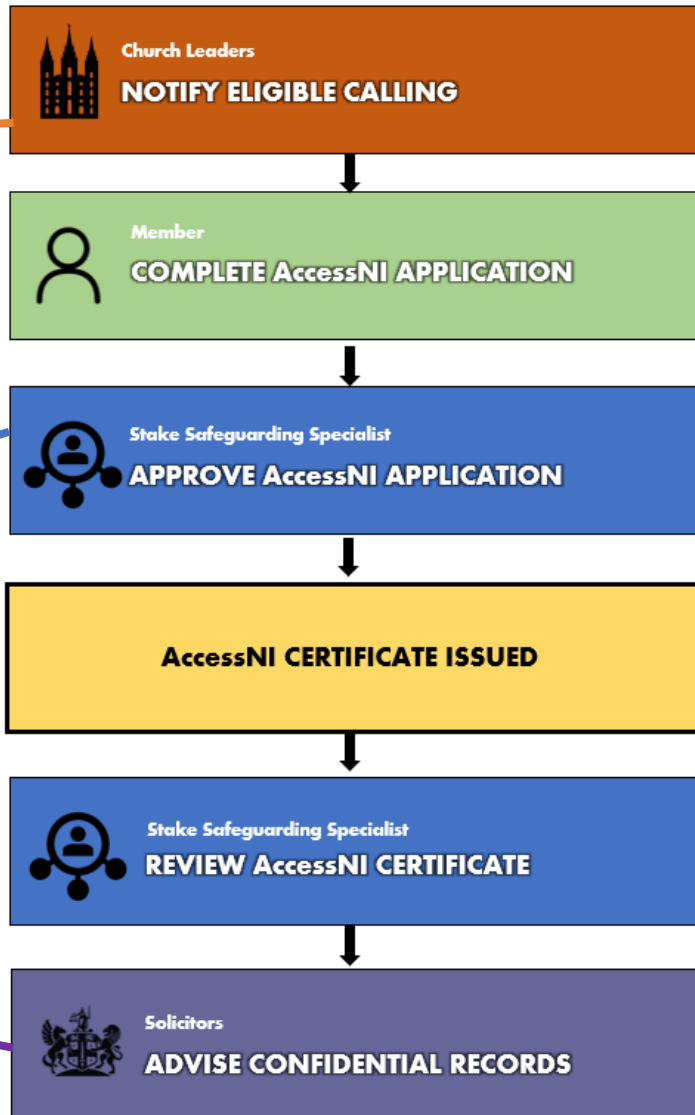 Church Leaders
NOTIFY ELIGIBLE CALLING
Member
COMPLETE AccessNI APPLICATION
Stake Safeguarding Specialist
APPROVE AccessNI APPLICATION
AccessNI CERTIFICATE ISSUED
Stake Safeguarding Specialist
REVIEW AccessNI CERTIFICATE
Solicitors
ADVISE CONFIDENTIAL RECORDS